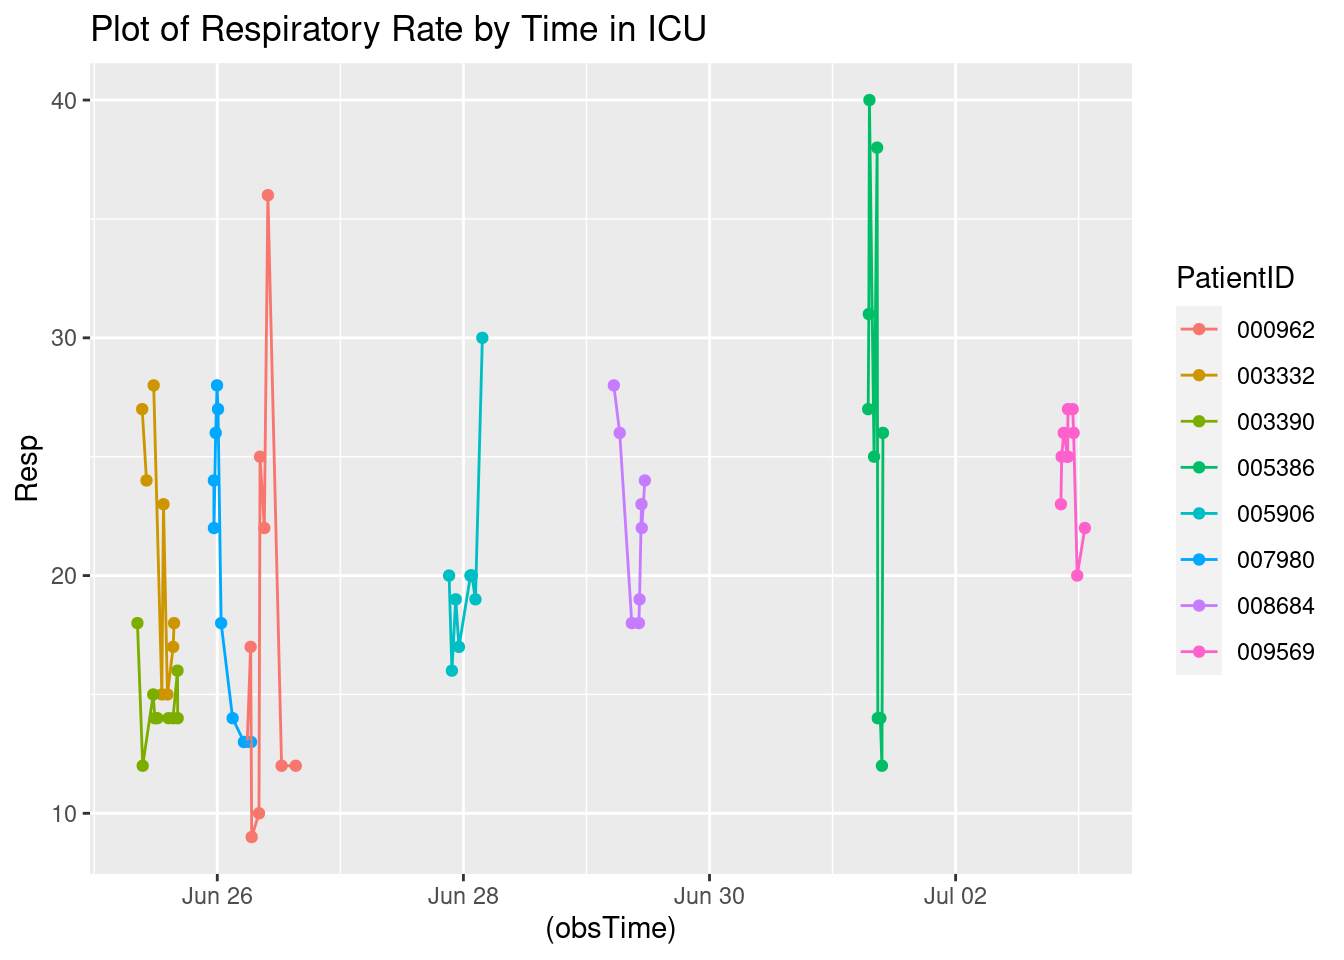 Plot of Respiratory Rate by Time in ICU
40
30
20
10
Resp
Jun 26
Jun 28
Jun 30
Jul 02
(obsTime)
PatientID
000962
003332
003390
005386
005906
007980
008684
009569